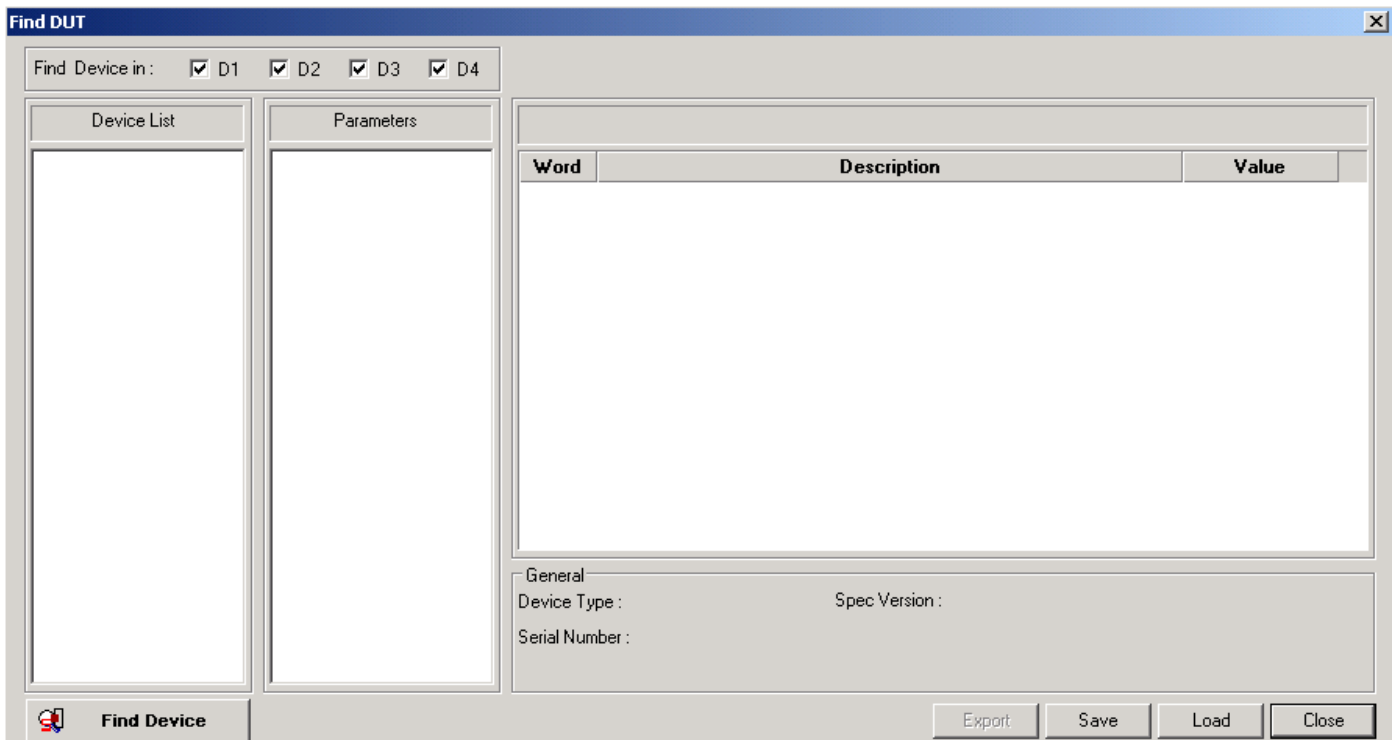 Find DUT
Find Device in : D1 D2 D3 D4
Device List
Parameters
Word Description Value
General
Device Type : Spec Version :
Serial Number :
Find Device
Export Save Load Close